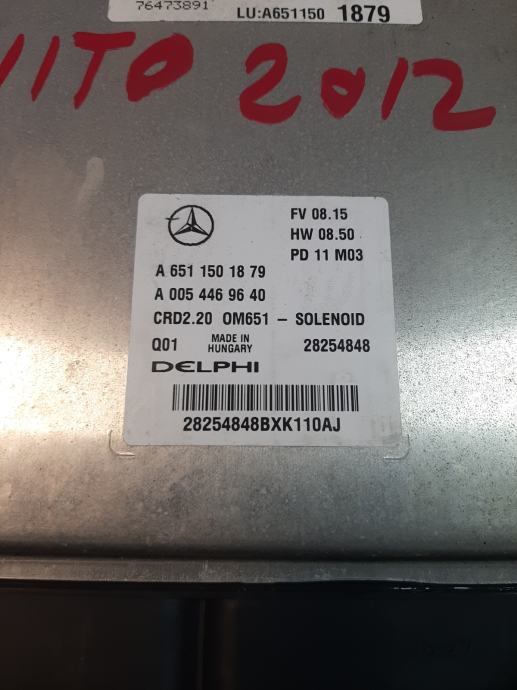 76473891
LU:A651150 1879
VITO 2012
FV 08.15
HW 08.50
PD 11 M03
A 651 150 18 79
A 005 446 96 40
CRD2.20 OM651 - SOLENOID
Q01 MADE IN HUNGARY 28254848
DELPHI
28254848BXK110AJ